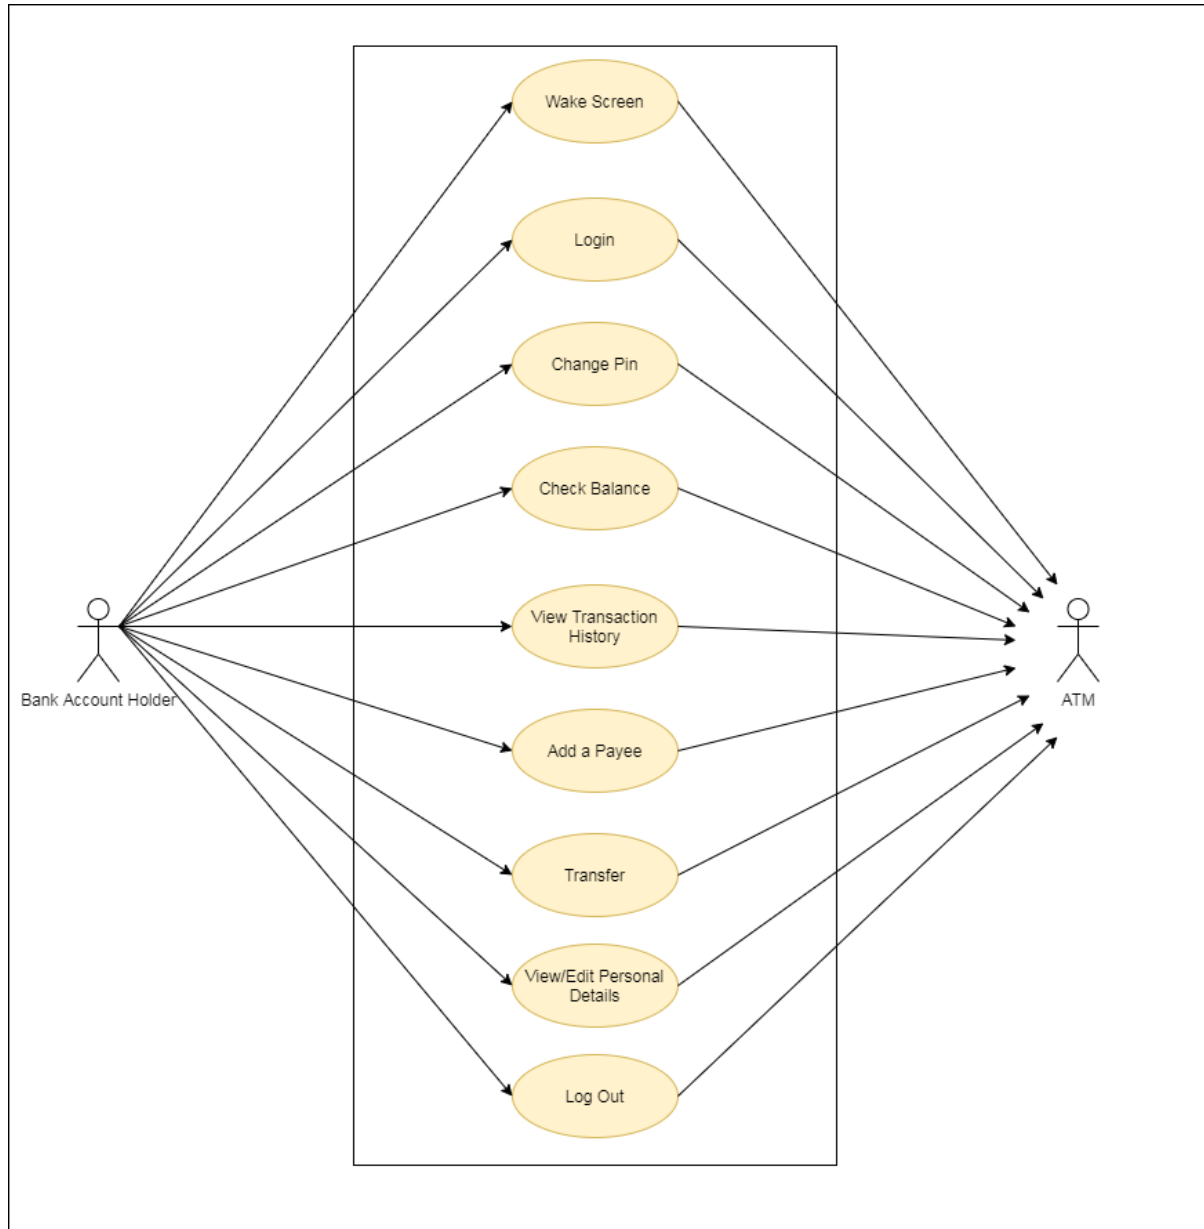 Wake Screen
Login
Change Pin
Check Balance
View Transaction
History
Bank Account Holder
ATM
Add a Payee
Transfer
View/Edit Personal
Details
Log Out